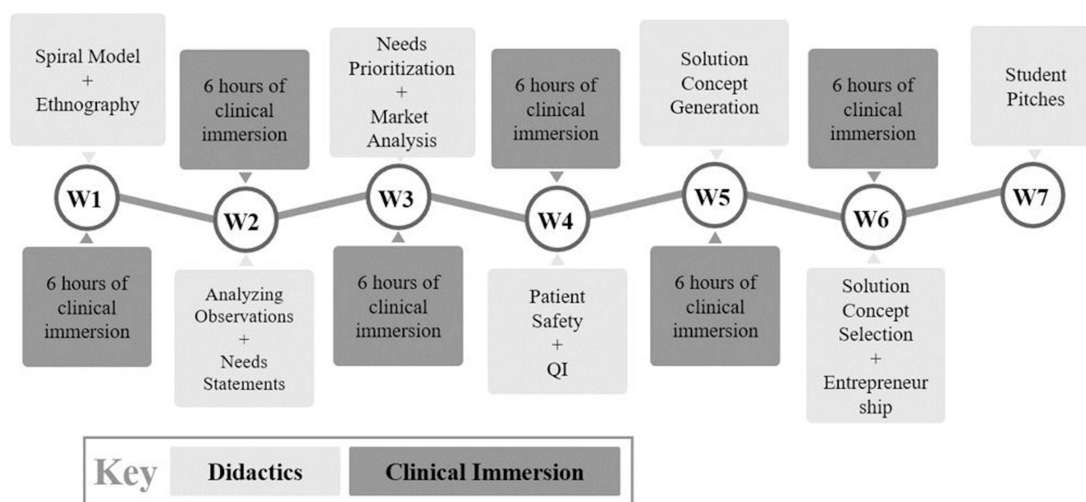 Spiral Model
+
Ethnography
6 hours of
clinical
immersion
Needs
Prioritization
+
Market
Analysis
6 hours of
clinical
immersion
Solution
Concept
Generation
6 hours of
clinical
immersion
Student
Pitches
W1
W2
W3
W4
W5
W6
W7
6 hours of
clinical
immersion
Analyzing
Observations
+
Needs
Statements
6 hours of
clinical
immersion
Patient
Safety
+
QI
6 hours of
clinical
immersion
Solution
Concept
Selection
+
Entrepreneur
ship
Key
Didactics
Clinical Immersion